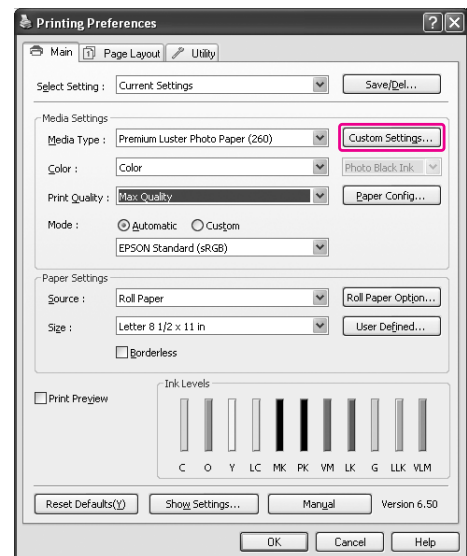 Printing Preferences
Main Page Layout Utility
Select Setting : Current Settings Save/Del...
Media Settings
Media Type : Premium Luster Photo Paper (260) Custom Settings...
Color : Color Photo Black Ink
Print Quality : Max Quality Paper Config...
Mode : Automatic Custom
EPSON Standard (sRGB)
Paper Settings
Source : Roll Paper Roll Paper Option...
Size : Letter 8 1/2 x 11 in User Defined...
Borderless
Print Preview
Ink Levels
C O Y LC MK PK VM LK G LLK VLM
Reset Defaults(Y) Show Settings... Manual Version 6.50
OK Cancel Help